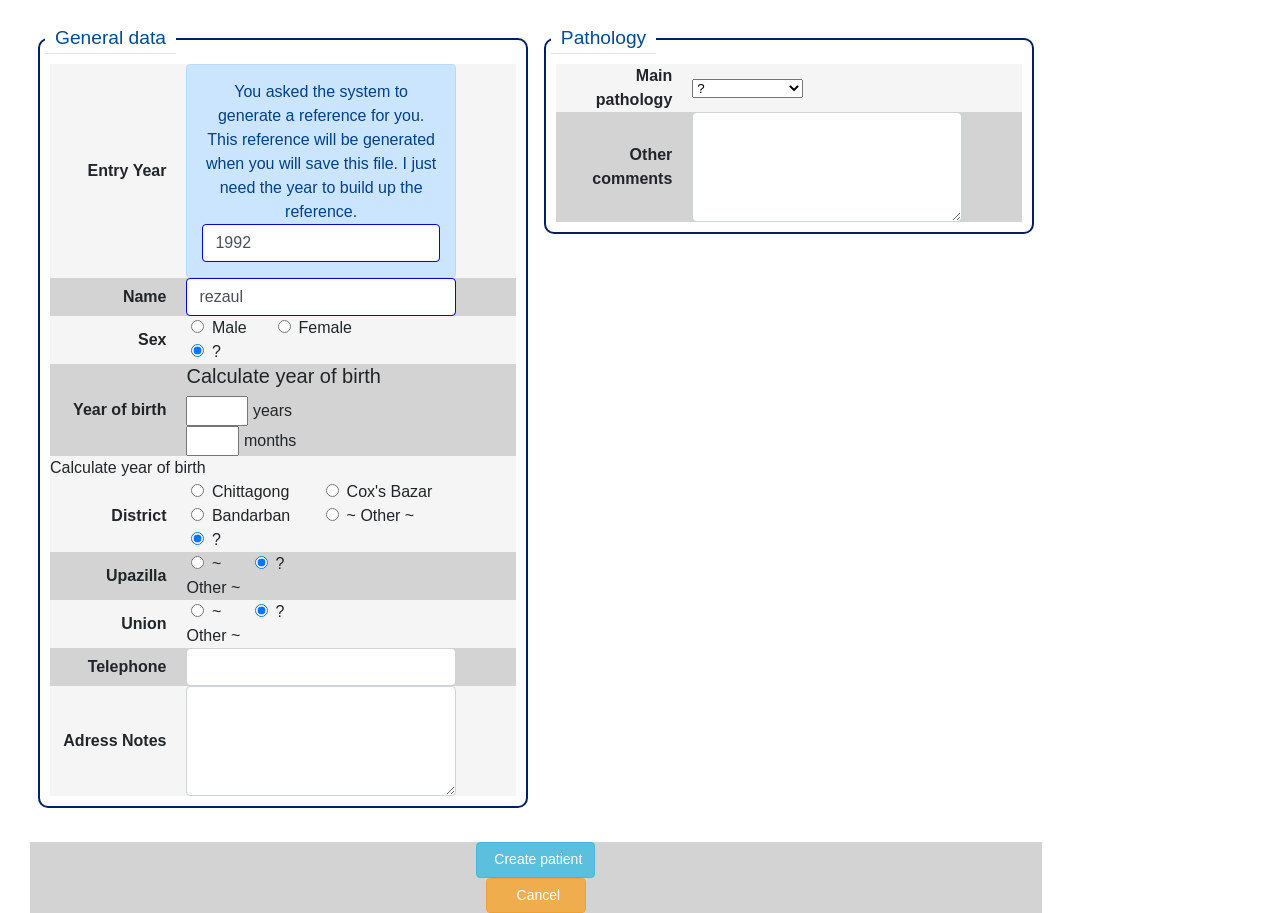 General data
Entry Year
You asked the system to
generate a reference for you.
This reference will be generated
when you will save this file. I just
need the year to build up the
reference.
1992
Name
rezaul
Sex
Male Female
?
Year of birth
Calculate year of birth
years
months
Calculate year of birth
District
Chittagong Cox's Bazar
Bandarban ~ Other ~
?
Upazilla
~ ?
Other ~
Union
~ ?
Other ~
Telephone
Adress Notes
Pathology
Main
pathology
?
Other
comments
Create patient
Cancel